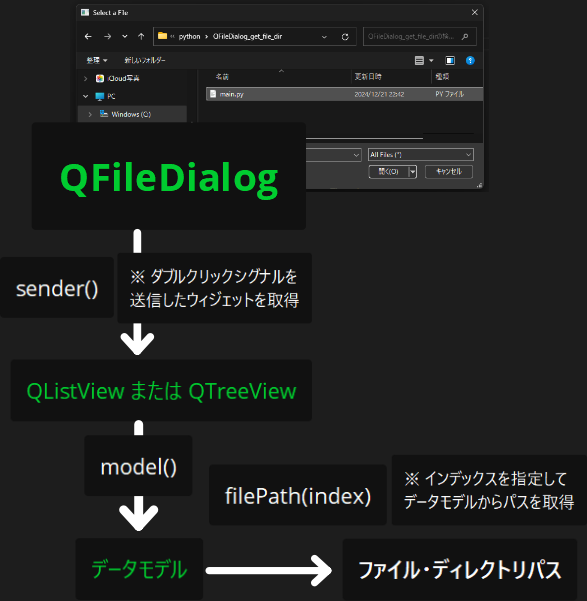 Select a File
python › QFileDialog_get_file_dir
QFileDialog_get_file_dirの検...
整理
新しいフォルダー
iCloud写真
PC
Windows (C:)
名前
更新日時
種類
main.py
2024/12/21 22:42
PY ファイル
All Files (*)
開く(O)
キャンセル
QFileDialog
sender()
※ ダブルクリックシグナルを
送信したウィジェットを取得
QListView または QTreeView
model()
filePath(index)
※ インデックスを指定して
データモデルからパスを取得
データモデル
ファイル・ディレクトリパス